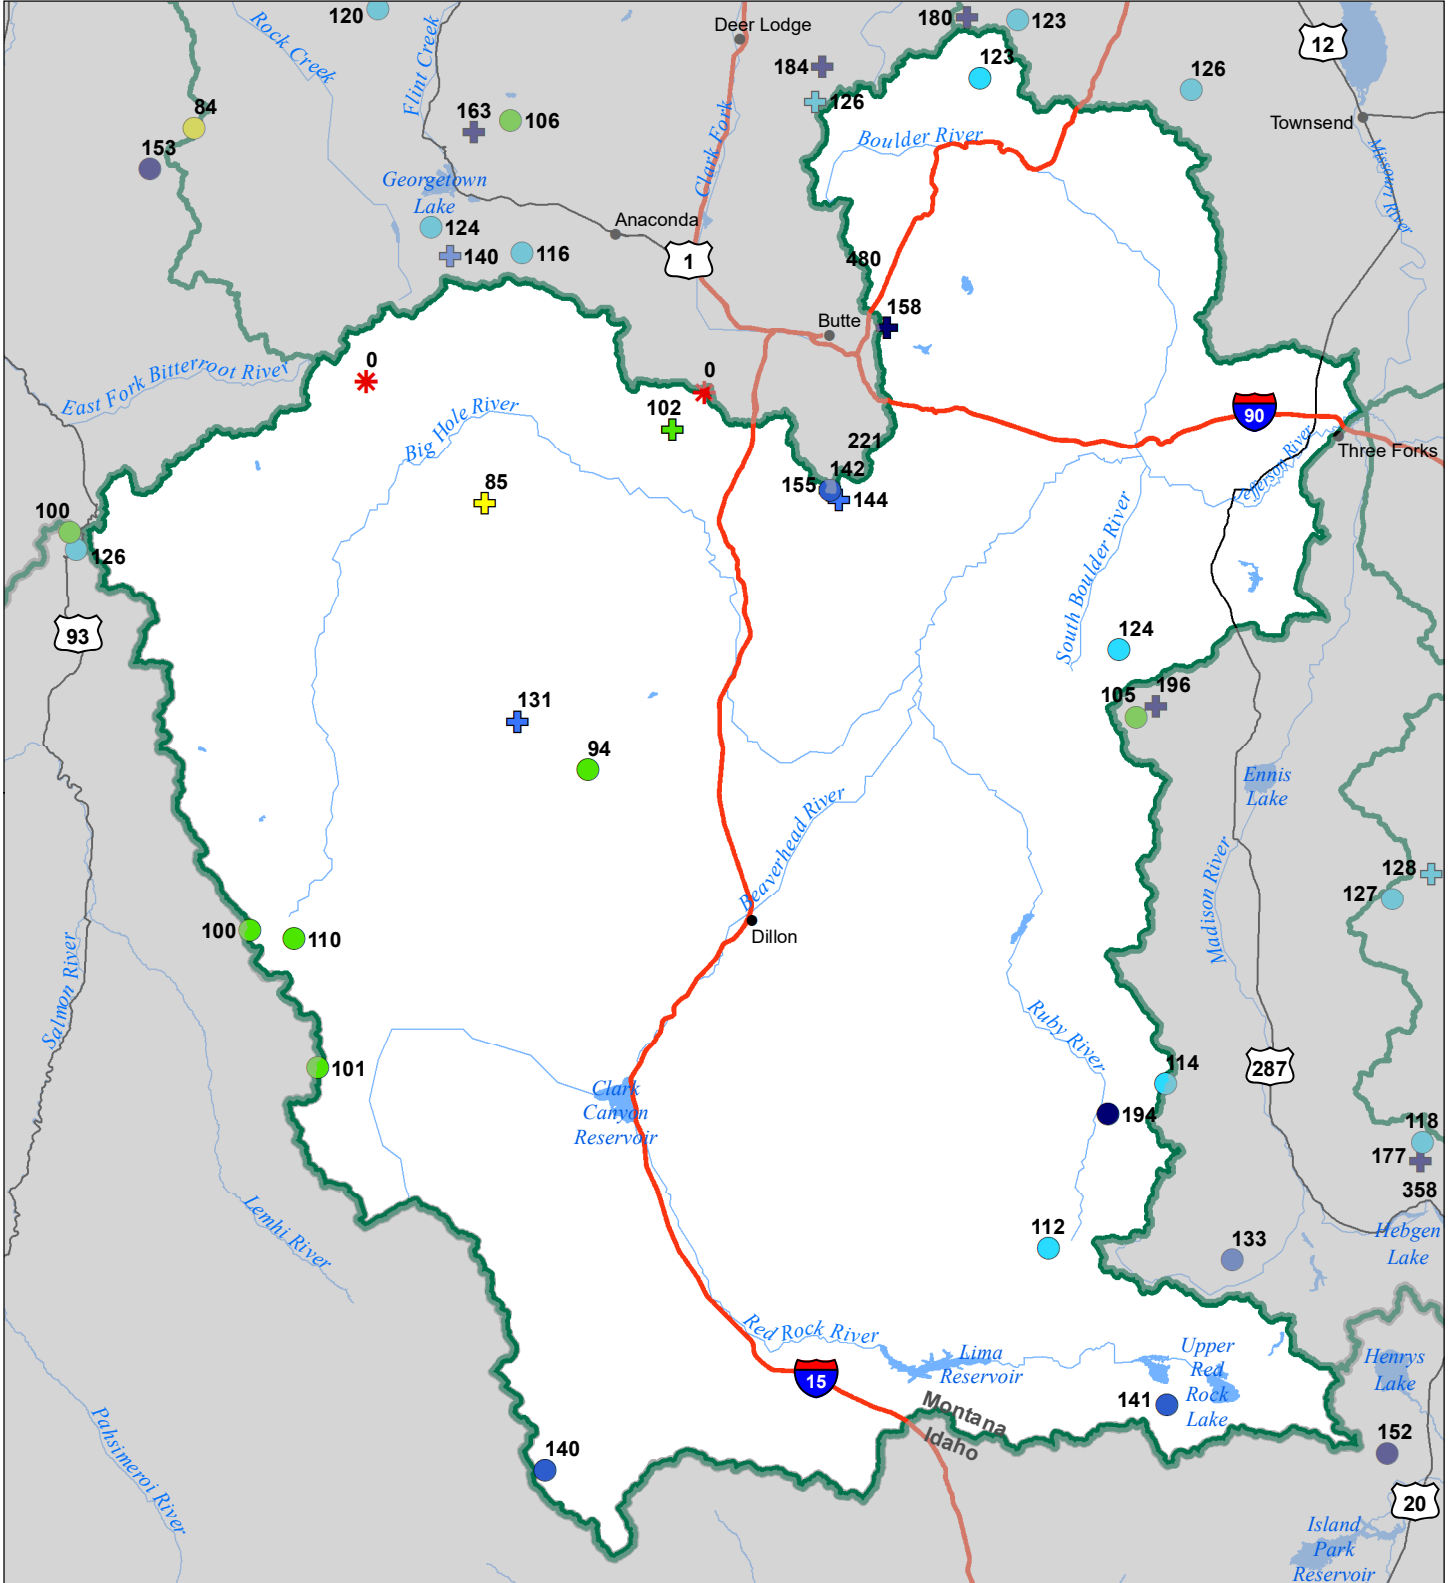 120
Rock Creek
Flint Creek
Deer Lodge
180
123
12
184
123
126
84
163
106
126
Townsend
153
Clark Fork
Boulder River
Missouri River
Georgetown
Lake
124
Anaconda
140
116
1
480
158
Butte
East Fork Bitterroot River
0
0
102
Big Hole River
90
221
Three Forks
Jefferson River
85
155
142
144
100
126
South Boulder River
93
124
131
105
196
94
Ennis
Lake
Beaverhead River
Madison River
128
127
100
110
Dillon
Salmon River
Ruby River
101
114
287
Clark
Canyon
Reservoir
194
118
177
358
Lemhi River
112
133
Hebgen
Lake
Red Rock River
Lima
Reservoir
Upper
Red
Rock
Lake
Henrys
Lake
15
141
Montana
Idaho
152
Pahsimeroi River
140
20
Island
Park
Reservoir